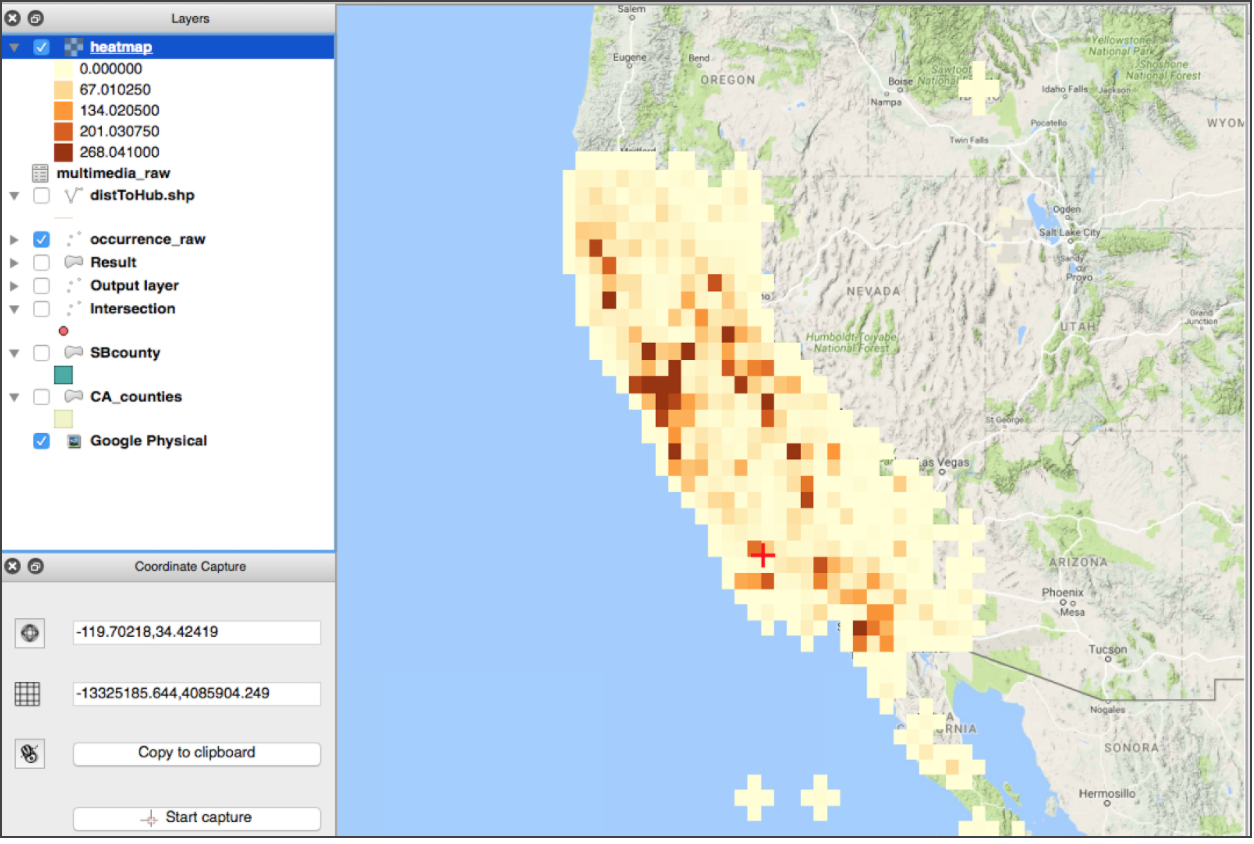 Layers
heatmap
0.000000
67.010250
134.020500
201.030750
268.041000
multimedia_raw
distToHub.shp
occurrence_raw
Result
Output layer
Intersection
SBcounty
CA_counties
Google Physical
Coordinate Capture
-119.70218,34.42419
-13325185.644,4085904.249
Copy to clipboard
Start capture
Salem
Eugene
Bend
OREGON
Boise
Nampa
Yellowstone
National Park
Shoshone
National Forest
Idaho Falls
Jackson
Pocatello
Twin Falls
WYOM
Ogden
Salt Lake City
Sandy
Provo
NEVADA
Humboldt-Toiyabe
National Forest
UTAH
Grand
Junction
St George
Las Vegas
ARIZONA
Phoenix
Mesa
Tucson
Nogales
SONORA
Hermosillo